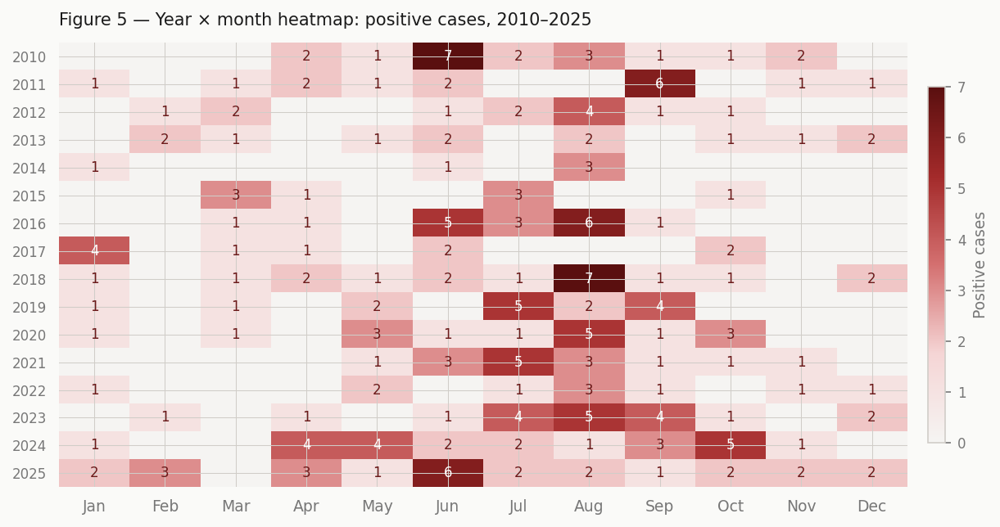 Figure 5 — Year × month heatmap: positive cases, 2010–2025
2010 2 1 7 2 3 1 1 2
2011 1 1 2 1 2 6 1 1
2012 1 2 1 2 4 1 1
2013 2 1 1 2 2 1 1 2
2014 1 1 3
2015 3 1 3 1
2016 1 1 5 3 6 1
2017 4 1 1 2 2
2018 1 1 2 1 2 1 7 1 1 2
2019 1 1 2 5 2 4
2020 1 1 3 1 1 5 1 3
2021 1 3 5 3 1 1 1
2022 1 2 1 3 1 1 1
2023 1 1 1 4 5 4 1 2
2024 1 4 4 2 2 1 3 5 1
2025 2 3 3 1 6 2 2 1 2 2 2
Jan Feb Mar Apr May Jun Jul Aug Sep Oct Nov Dec
7
6
5
4
3
2
1
0
Positive cases